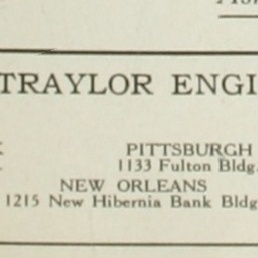 TRAYLOR ENGI
PITTSBURGH
1133 Fulton Bldg.
NEW ORLEANS
1215 New Hibernia Bank Bldg